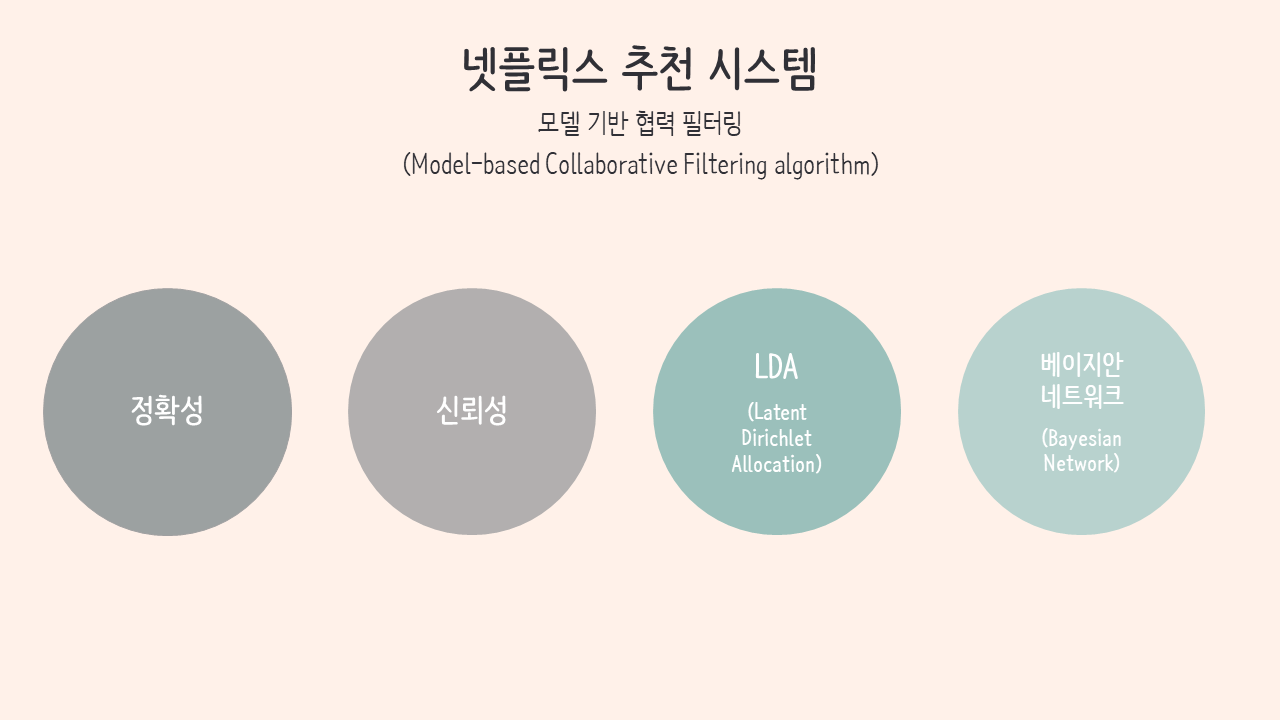 넷플릭스 추천 시스템
모델 기반 협력 필터링
(Model-based Collaborative Filtering algorithm)
정확성
신뢰성
LDA
(Latent
Dirichlet
Allocation)
베이지안
네트워크
(Bayesian
Network)